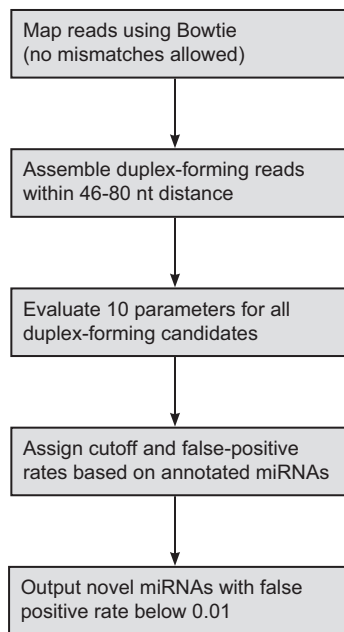 Map reads using Bowtie
(no mismatches allowed)
Assemble duplex-forming reads
within 46-80 nt distance
Evaluate 10 parameters for all
duplex-forming candidates
Assign cutoff and false-positive
rates based on annotated miRNAs
Output novel miRNAs with false
positive rate below 0.01